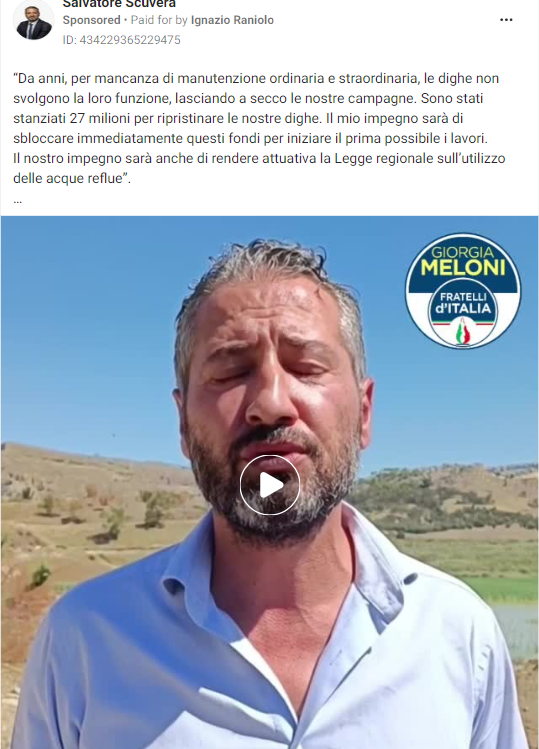 Salvatore Scuvera
Sponsored • Paid for by Ignazio Raniolo
ID: 434229365229475
“Da anni, per mancanza di manutenzione ordinaria e straordinaria, le dighe non
svolgono la loro funzione, lasciando a secco le nostre campagne. Sono stati
stanziati 27 milioni per ripristinare le nostre dighe. Il mio impegno sarà di
sbloccare immediatamente questi fondi per iniziare il prima possibile i lavori.
Il nostro impegno sarà anche di rendere attuativa la Legge regionale sull’utilizzo
delle acque reflue”.
...
GIORGIA
MELONI
FRATELLI
d'ITALIA